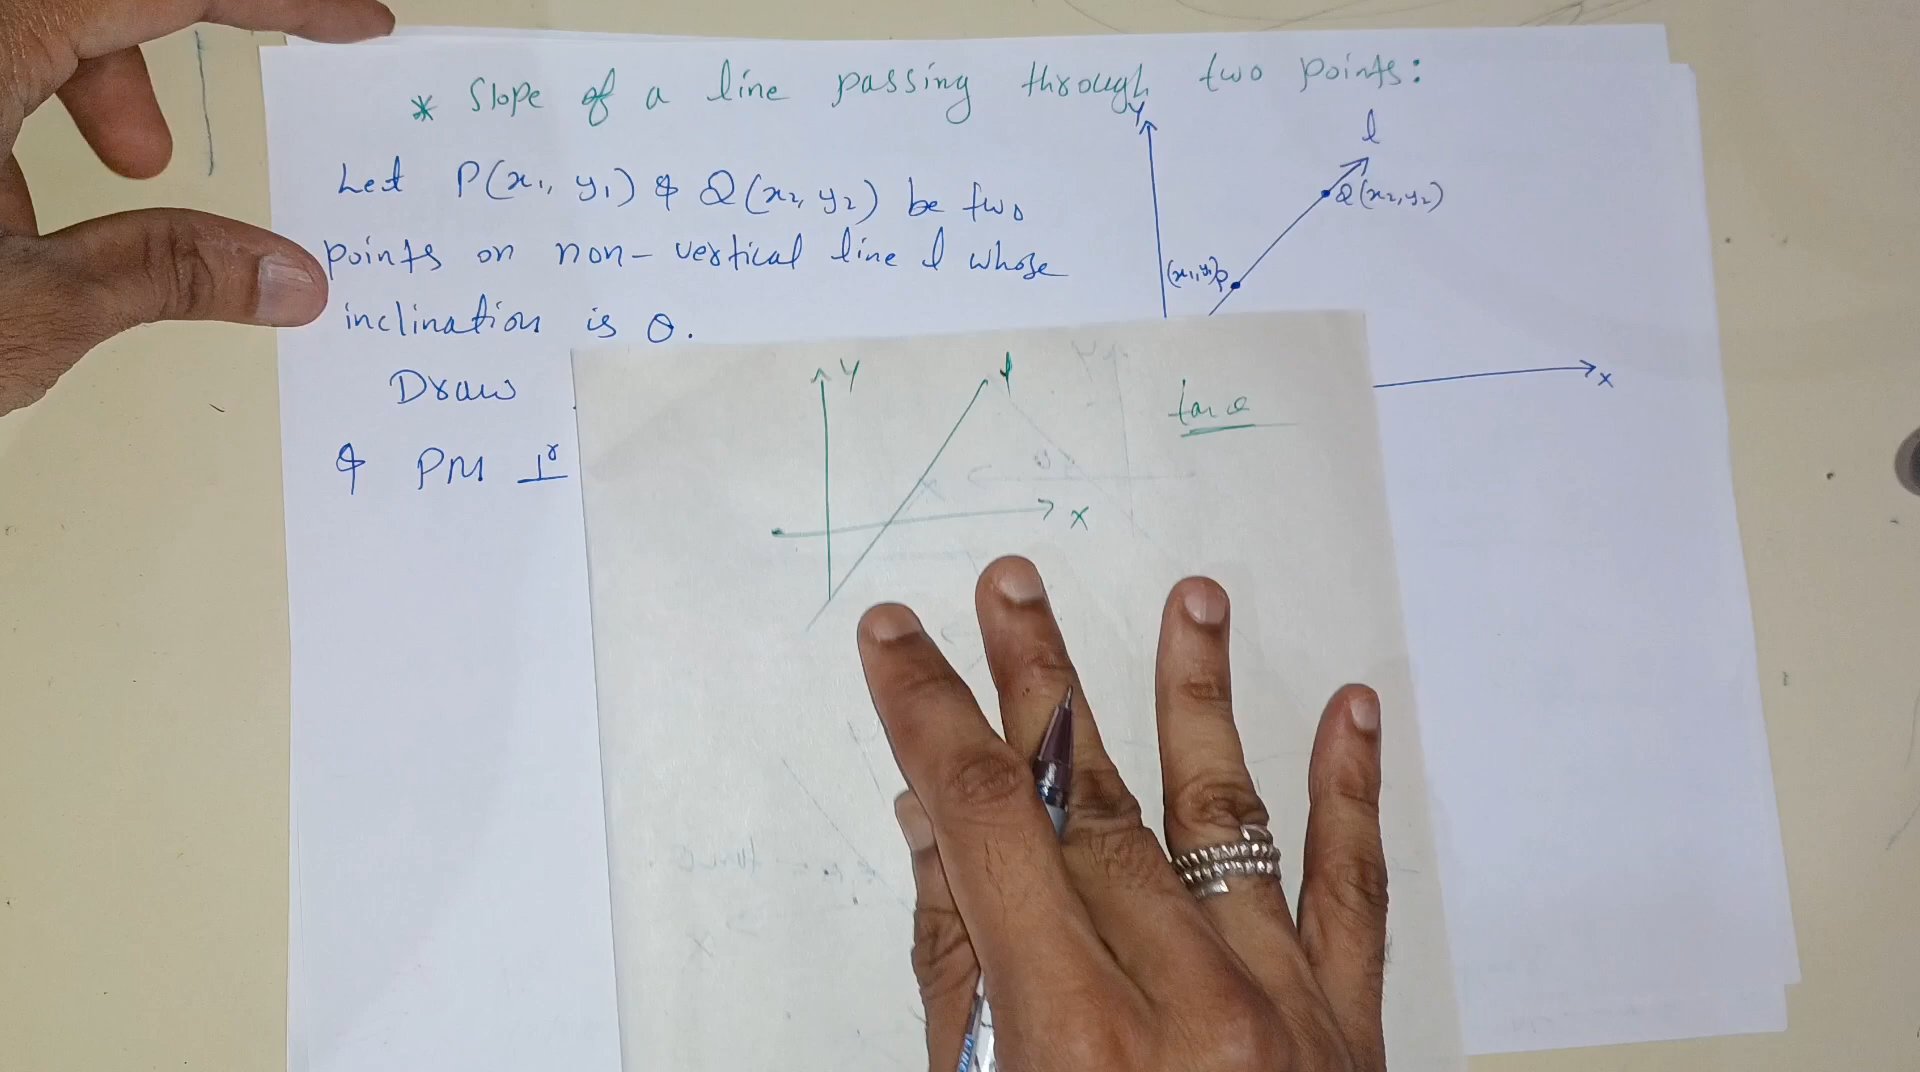 * Slope of a line passing through two points:
Let P(x₁, y₁) & Q(x₂, y₂) be two
points on non-vertical line l whose
inclination is θ.
Draw
& PM ⊥ʳ
Y
l
Q(x₂,y₂)
(x₁,y₁)P
X
Y
l
X
tan θ